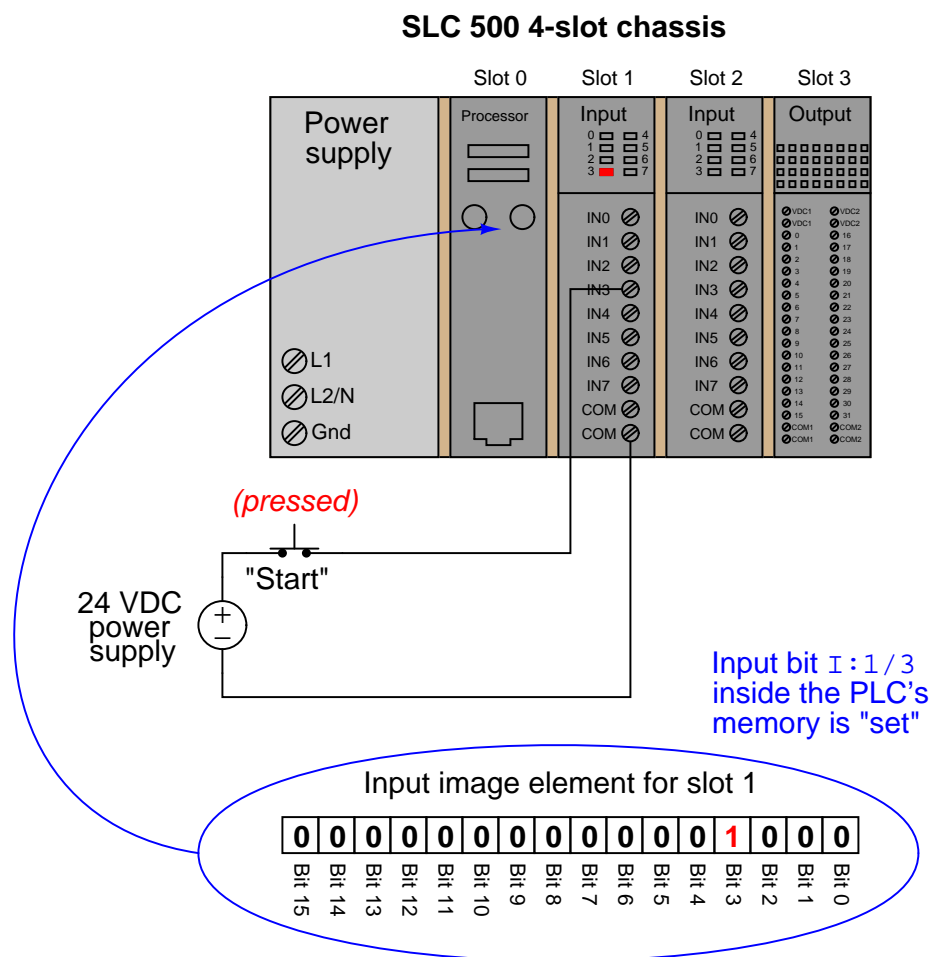 SLC 500 4-slot chassis
Slot 0 Slot 1 Slot 2 Slot 3
Power
supply
Processor
Input
0 4
1 5
2 6
3 7
Input
0 4
1 5
2 6
3 7
Output
IN0
IN1
IN2
IN3
IN4
IN5
IN6
IN7
COM
COM
IN0
IN1
IN2
IN3
IN4
IN5
IN6
IN7
COM
COM
VDC1 VDC2
VDC1 VDC2
0 16
1 17
2 18
3 19
4 20
5 21
6 22
7 23
8 24
9 25
10 26
11 27
12 28
13 29
14 30
15 31
COM1 COM2
COM1 COM2
L1
L2/N
Gnd
(pressed)
"Start"
24 VDC
power
supply
+
−
Input bit I:1/3
inside the PLC's
memory is "set"
Input image element for slot 1
0 0 0 0 0 0 0 0 0 0 0 0 1 0 0 0
Bit 15 Bit 14 Bit 13 Bit 12 Bit 11 Bit 10 Bit 9 Bit 8 Bit 7 Bit 6 Bit 5 Bit 4 Bit 3 Bit 2 Bit 1 Bit 0